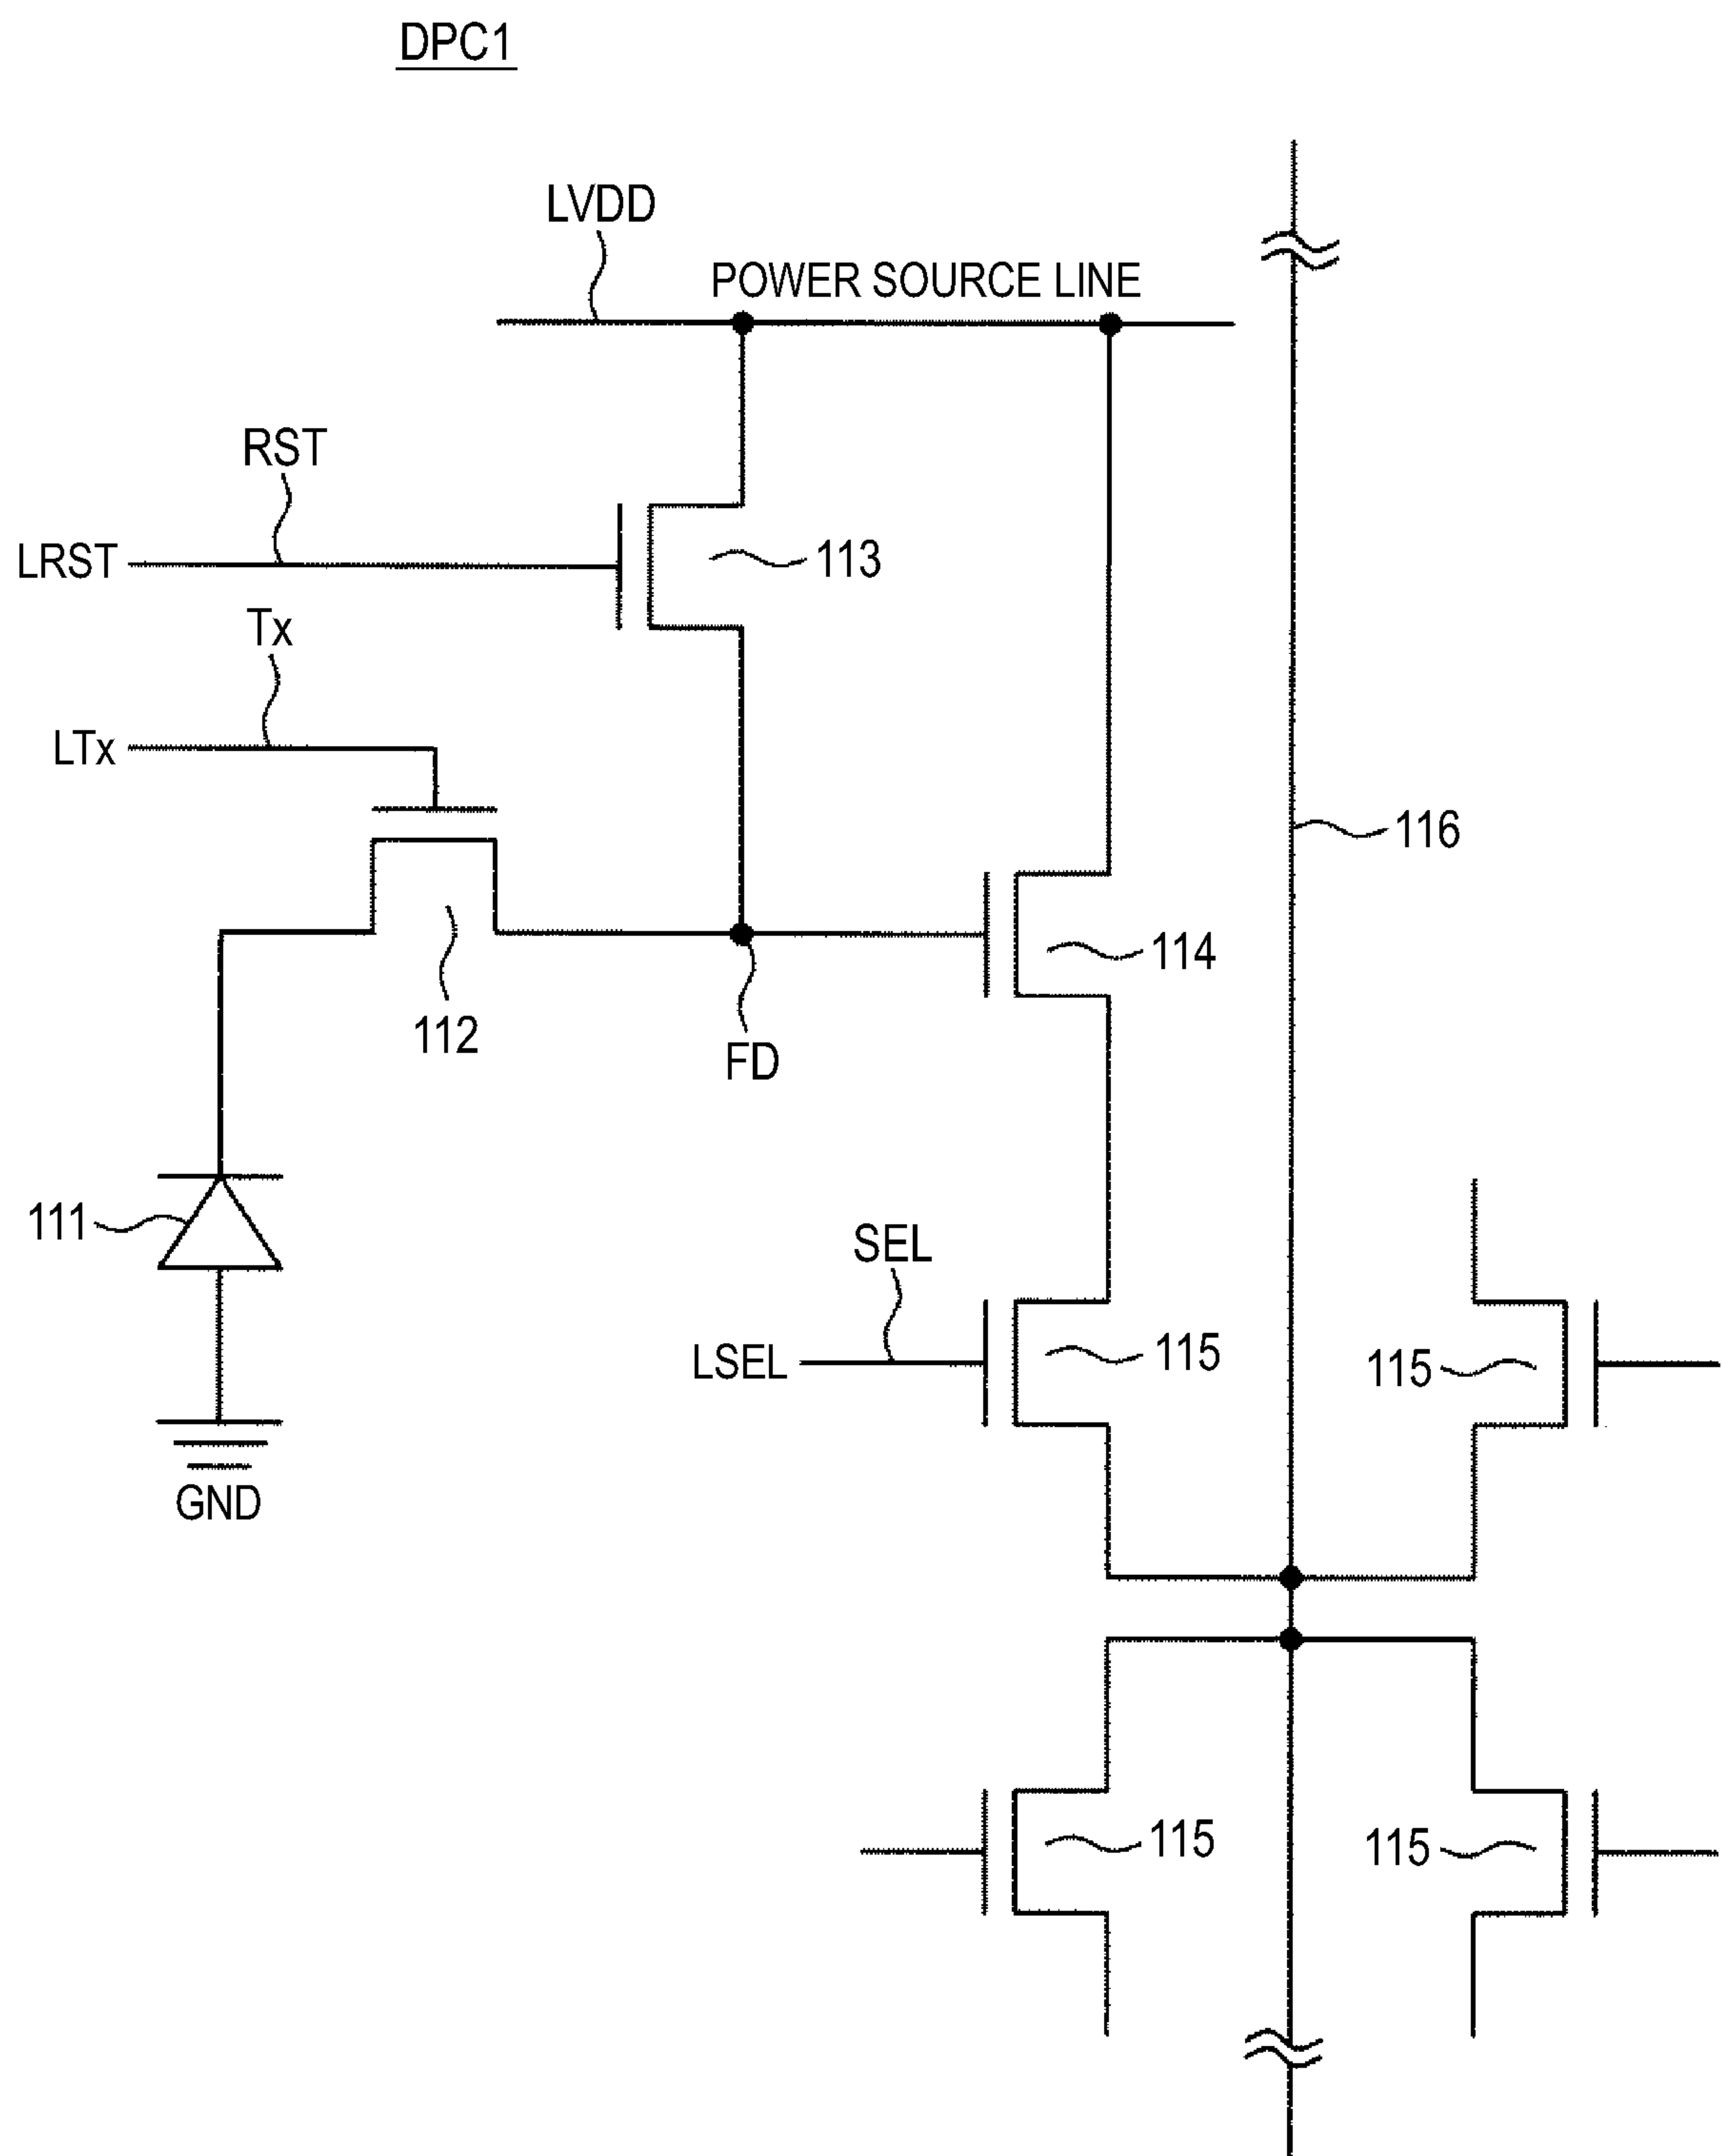 DPC1
LVDD
POWER SOURCE LINE
RST
LRST
113
Tx
LTx
116
114
112
FD
111
SEL
LSEL
115
115
GND
115
115